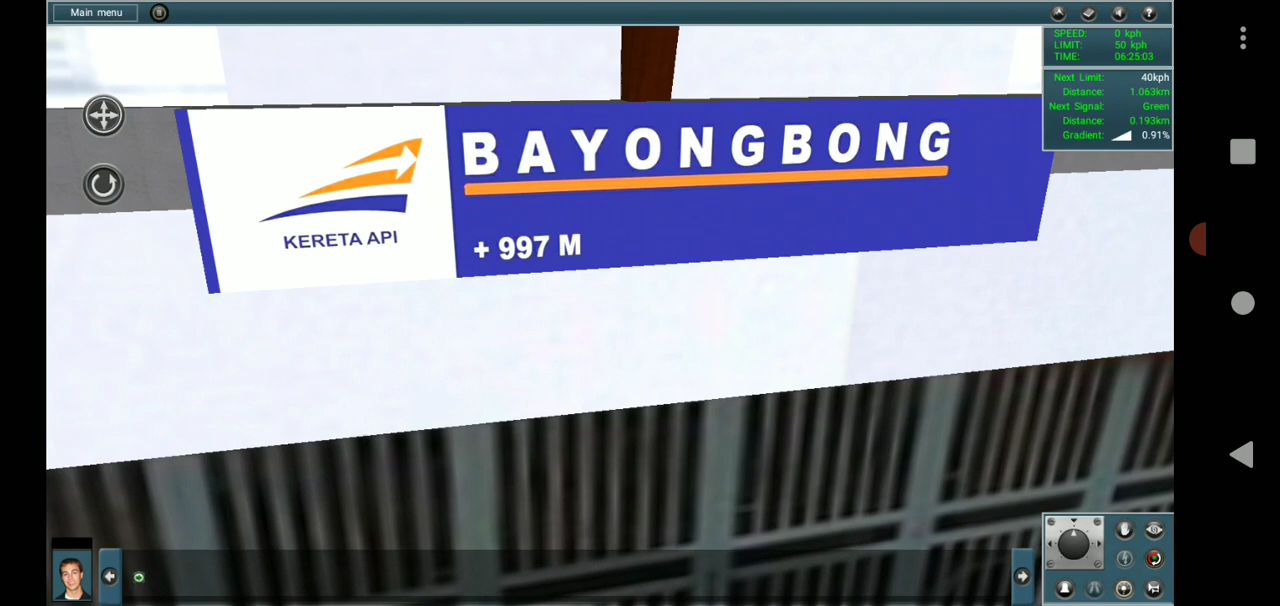 Main menu
SPEED: 0 kph
LIMIT: 50 kph
TIME: 06:25:03
Next Limit: 40kph
Distance: 1.063km
Next Signal: Green
Distance: 0.193km
Gradient: 0.91%
BAYONGBONG
KERETA API
+ 997 M